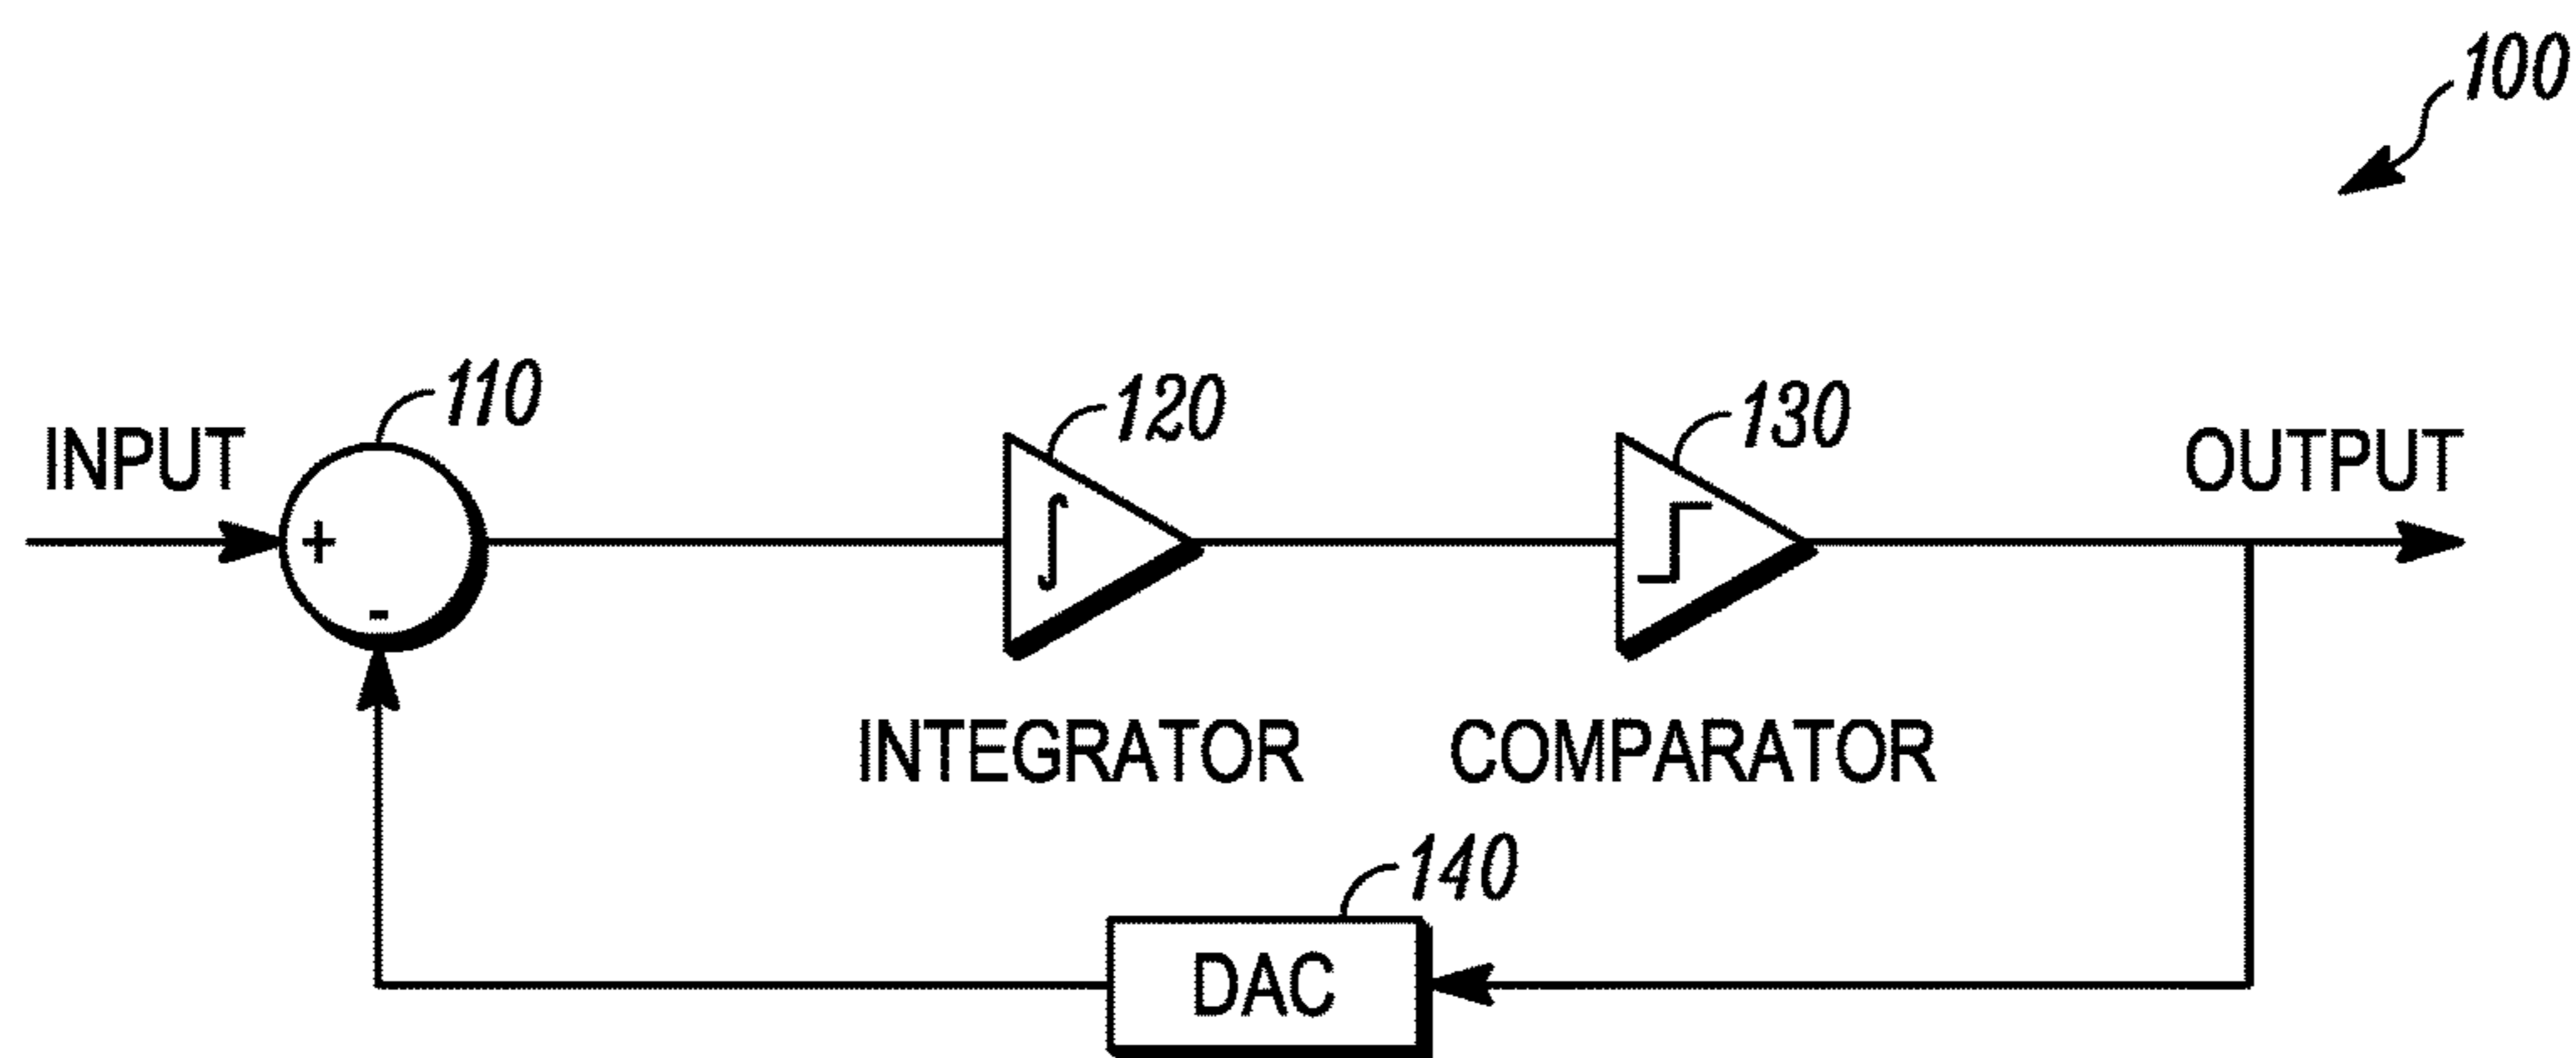 100
110
120
130
INPUT
OUTPUT
+
-
∫
INTEGRATOR
COMPARATOR
140
DAC